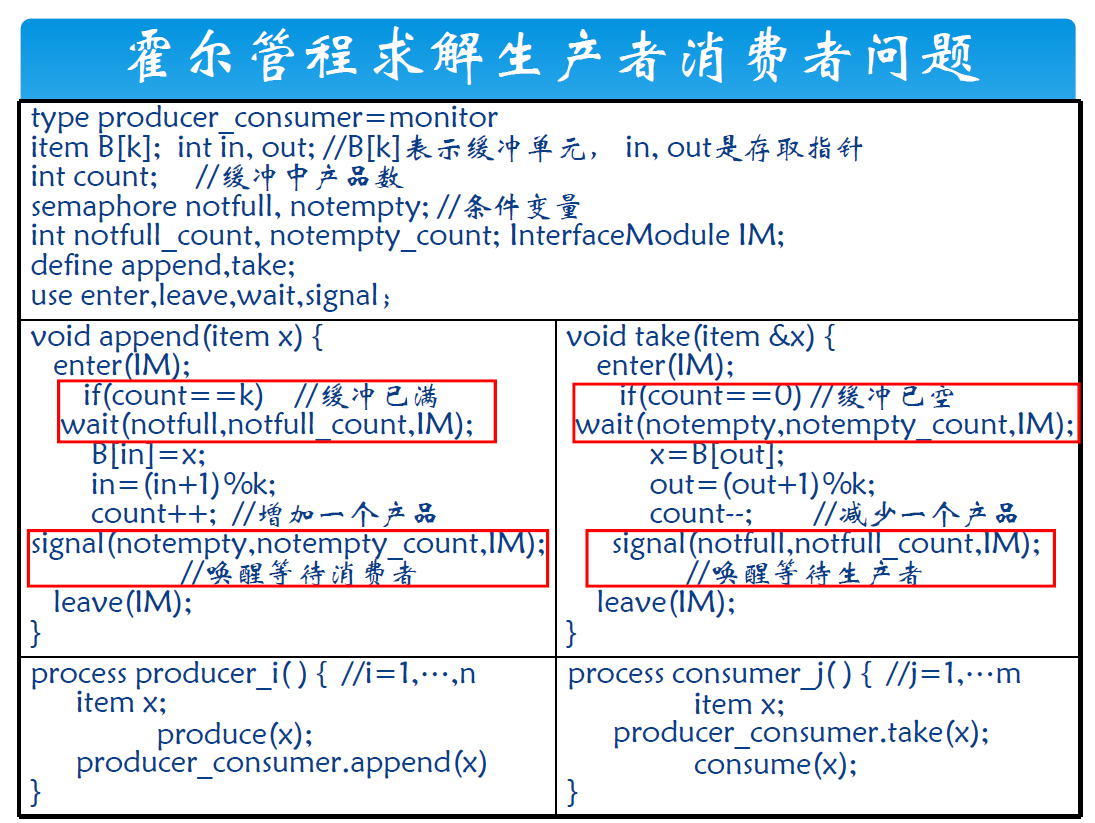 霍尔管程求解生产者消费者问题
type producer_consumer=monitor
item B[k]; int in, out; //B[k]表示缓冲单元, in, out是存取指针
int count; //缓冲中产品数
semaphore notfull, notempty; //条件变量
int notfull_count, notempty_count; InterfaceModule IM;
define append,take;
use enter,leave,wait,signal;
void append(item x) {
enter(IM);
if(count==k) //缓冲已满
wait(notfull,notfull_count,IM);
B[in]=x;
in=(in+1)%k;
count++; //增加一个产品
signal(notempty,notempty_count,IM);
//唤醒等待消费者
leave(IM);
}
void take(item &x) {
enter(IM);
if(count==0) //缓冲已空
wait(notempty,notempty_count,IM);
x=B[out];
out=(out+1)%k;
count--; //减少一个产品
signal(notfull,notfull_count,IM);
//唤醒等待生产者
leave(IM);
}
process producer_i( ) { //i=1,…,n
item x;
produce(x);
producer_consumer.append(x)
}
process consumer_j( ) { //j=1,…m
item x;
producer_consumer.take(x);
consume(x);
}